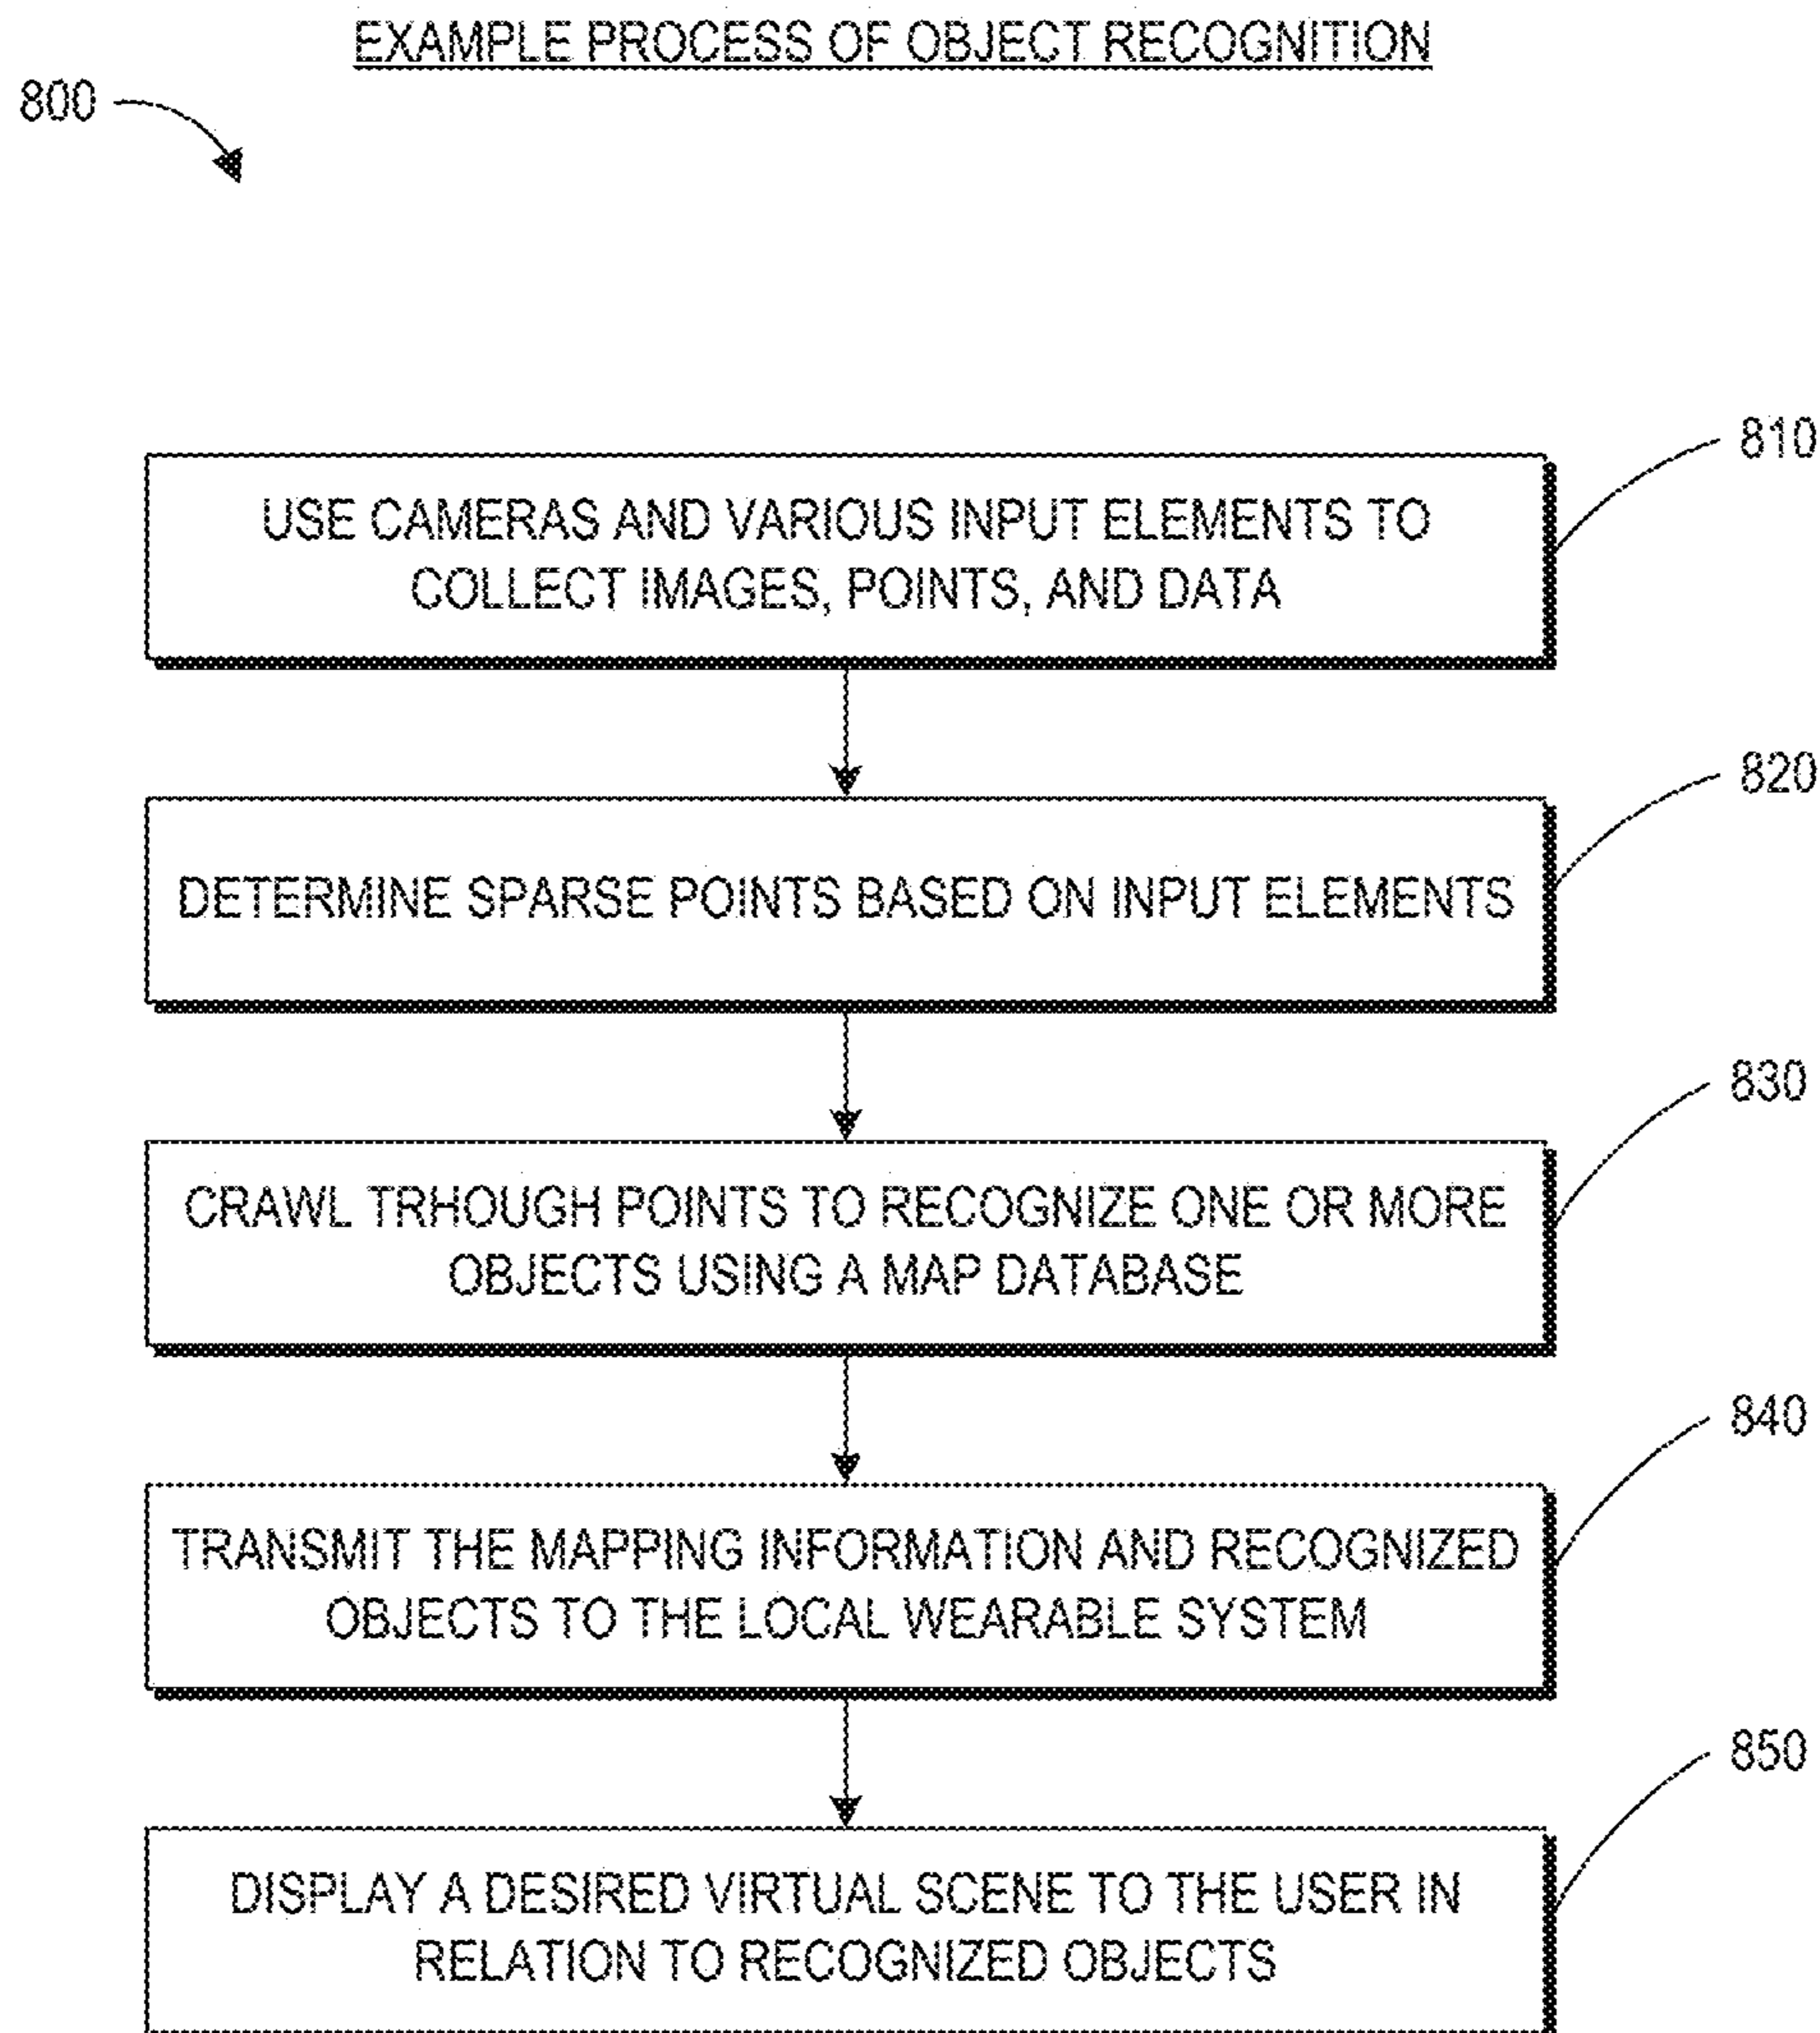 EXAMPLE PROCESS OF OBJECT RECOGNITION
800
810
USE CAMERAS AND VARIOUS INPUT ELEMENTS TO
COLLECT IMAGES, POINTS, AND DATA
820
DETERMINE SPARSE POINTS BASED ON INPUT ELEMENTS
830
CRAWL TRHOUGH POINTS TO RECOGNIZE ONE OR MORE
OBJECTS USING A MAP DATABASE
840
TRANSMIT THE MAPPING INFORMATION AND RECOGNIZED
OBJECTS TO THE LOCAL WEARABLE SYSTEM
850
DISPLAY A DESIRED VIRTUAL SCENE TO THE USER IN
RELATION TO RECOGNIZED OBJECTS